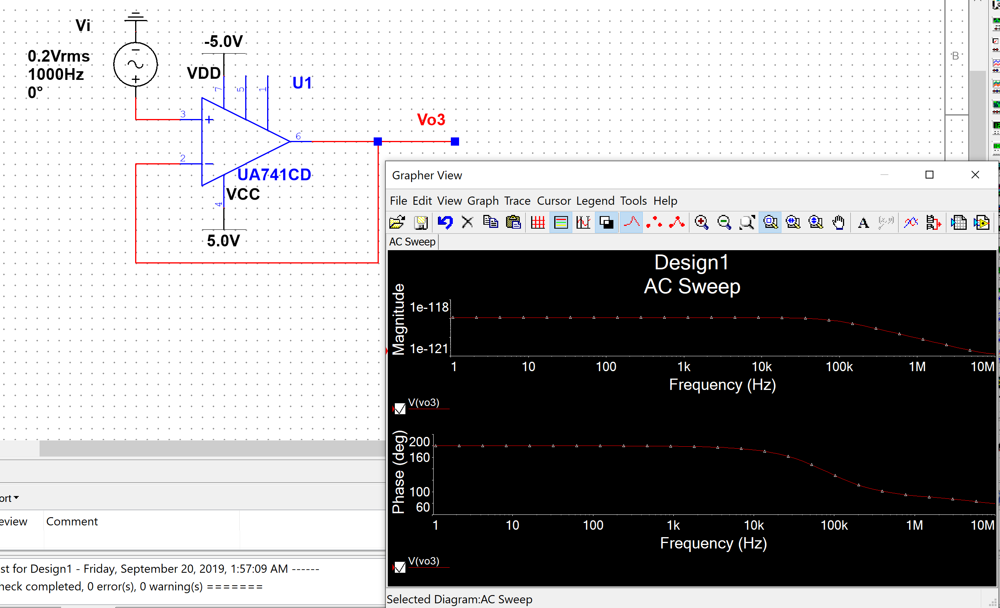 Vi
0.2Vrms
1000Hz
0°
-5.0V
VDD
7
5
1
U1
3
2
6
Vo3
UA741CD
VCC
4
5.0V
B
Grapher View
File Edit View Graph Trace Cursor Legend Tools Help
AC Sweep
Design1
AC Sweep
Magnitude
1e-118
1e-121
1 10 100 1k 10k 100k 1M 10M
Frequency (Hz)
V(vo3)
Phase (deg)
200
160
100
60
1 10 100 1k 10k 100k 1M 10M
Frequency (Hz)
V(vo3)
Selected Diagram:AC Sweep
ort
eview Comment
st for Design1 - Friday, September 20, 2019, 1:57:09 AM ------
heck completed, 0 error(s), 0 warning(s) =======